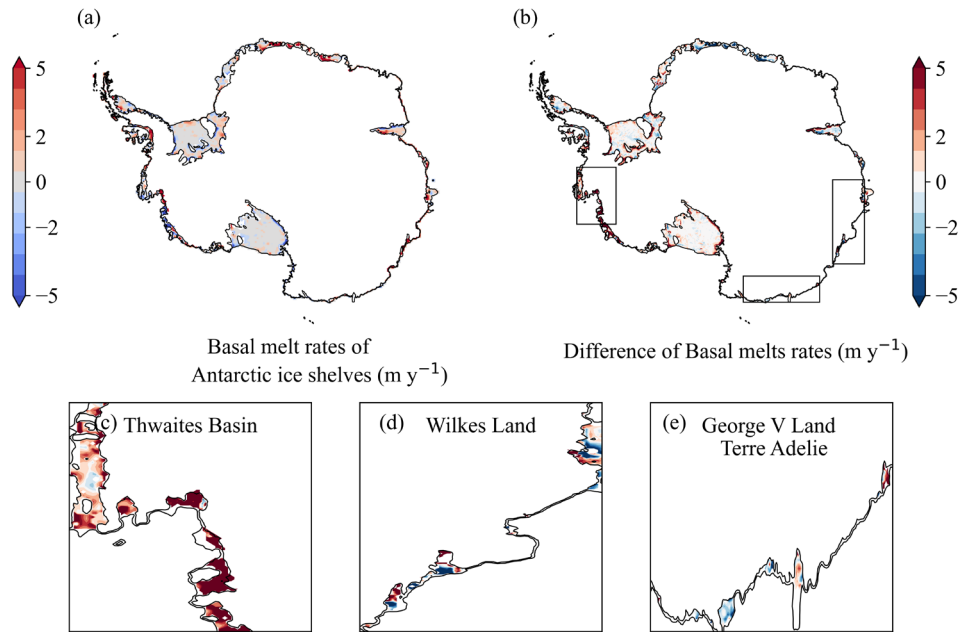 (a)
(b)
5
2
0
−2
−5
5
2
0
−2
−5
Basal melt rates of
Antarctic ice shelves (m y⁻¹)
Difference of Basal melts rates (m y⁻¹)
(c) Thwaites Basin
(d) Wilkes Land
(e) George V Land
Terre Adelie